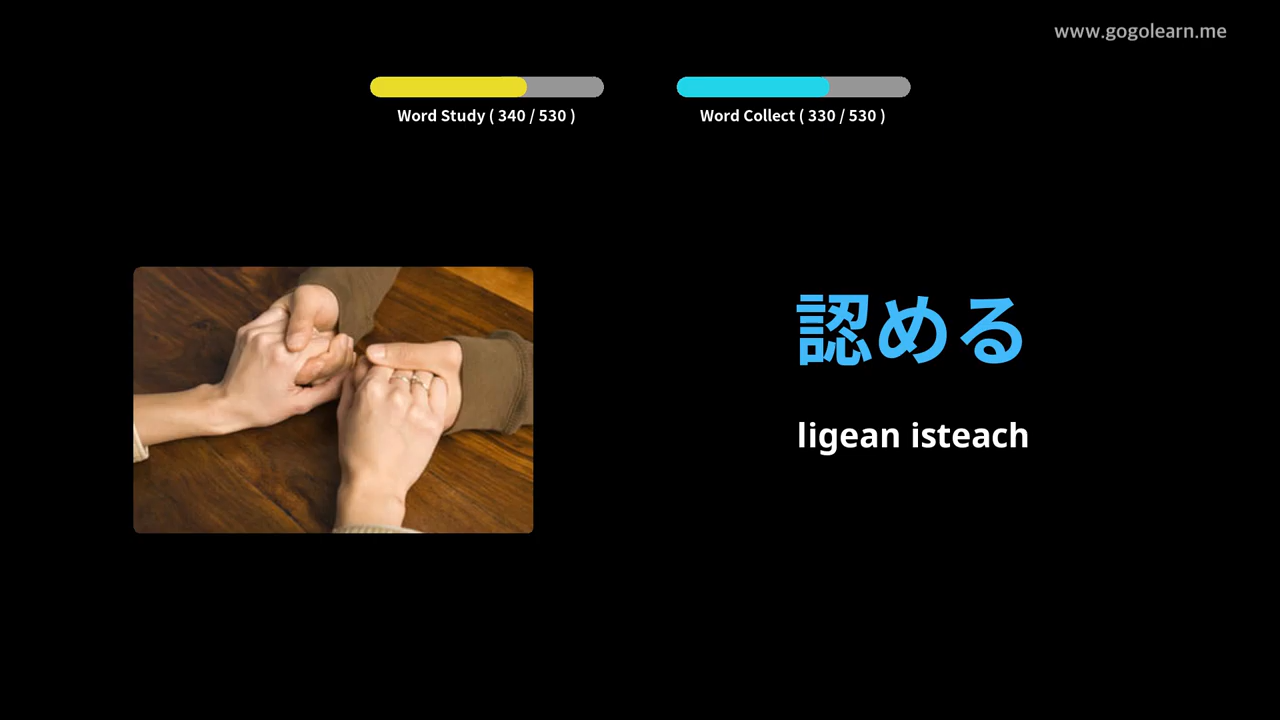 www.gogolearn.me
Word Study ( 340 / 530 )
Word Collect ( 330 / 530 )
認める
ligean isteach